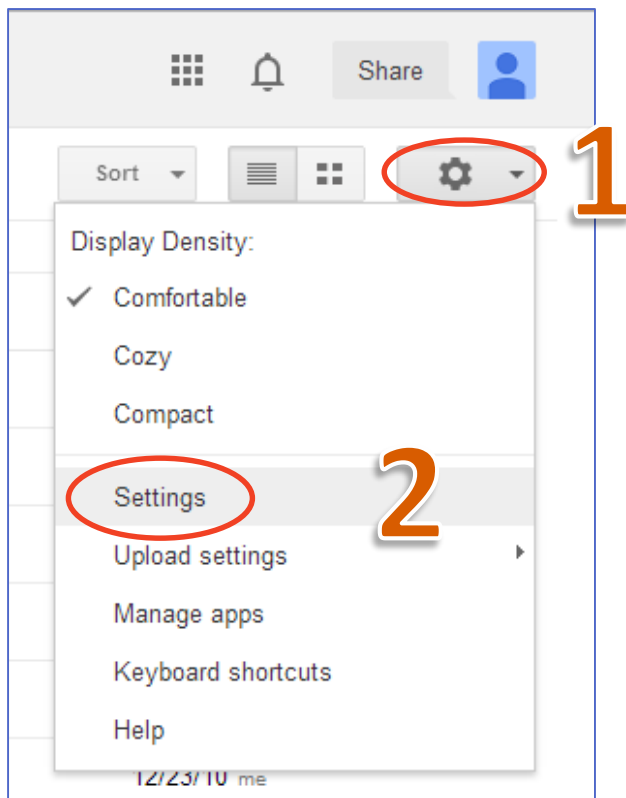 Share
Sort
1
Display Density:
Comfortable
Cozy
Compact
Settings
2
Upload settings
Manage apps
Keyboard shortcuts
Help
12/23/10 me